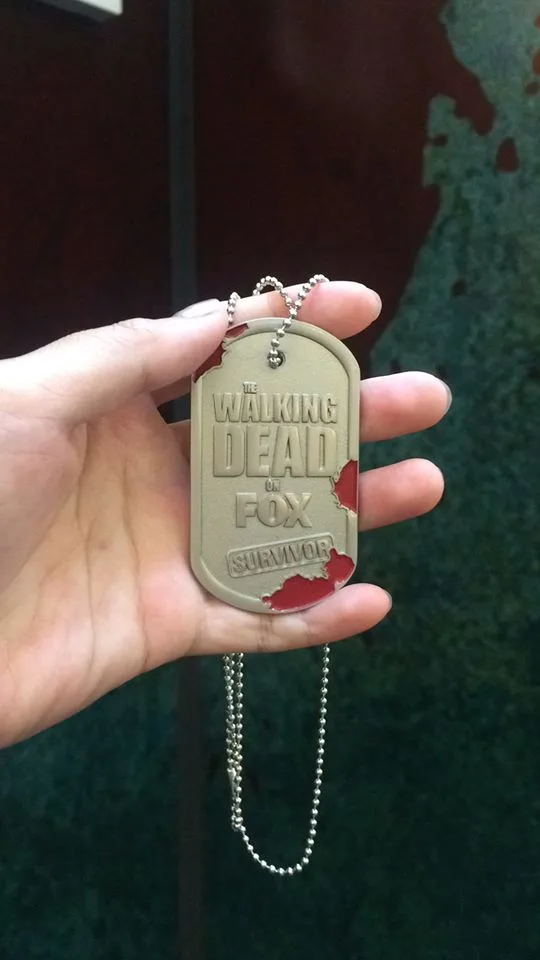 THE
WALKING
DEAD
ON
FOX
SURVIVOR